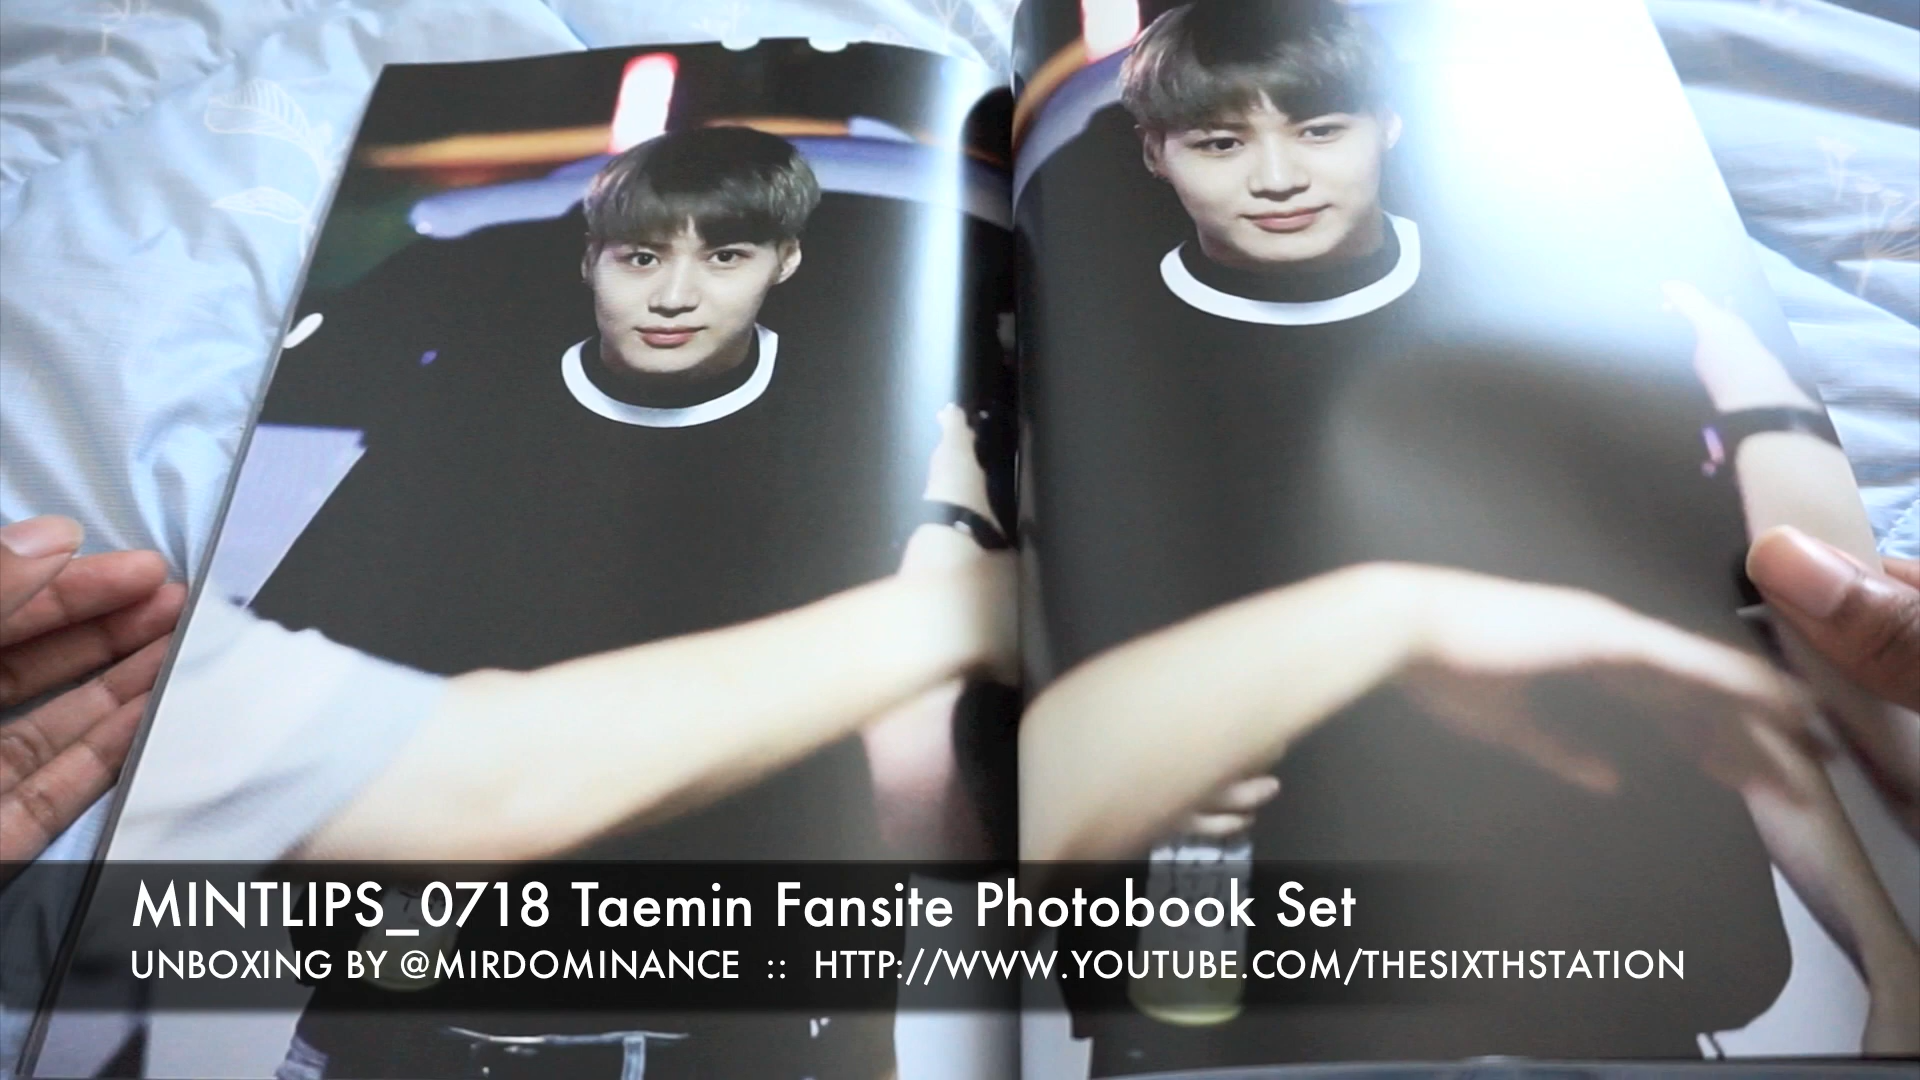 MINTLIPS_0718 Taemin Fansite Photobook Set
UNBOXING BY @MIRDOMINANCE :: HTTP://WWW.YOUTUBE.COM/THESIXTHSTATION